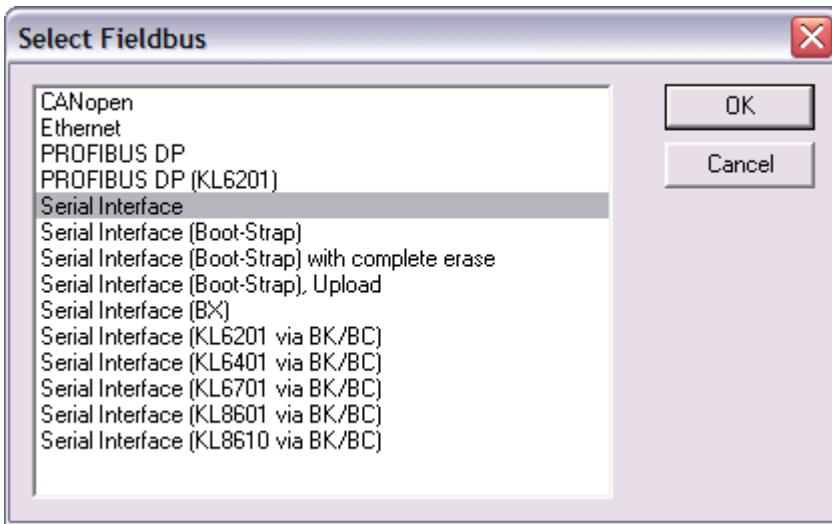 Select Fieldbus
CANopen
Ethernet
PROFIBUS DP
PROFIBUS DP (KL6201)
Serial Interface
Serial Interface (Boot-Strap)
Serial Interface (Boot-Strap) with complete erase
Serial Interface (Boot-Strap), Upload
Serial Interface (BX)
Serial Interface (KL6201 via BK/BC)
Serial Interface (KL6401 via BK/BC)
Serial Interface (KL6701 via BK/BC)
Serial Interface (KL8601 via BK/BC)
Serial Interface (KL8610 via BK/BC)
OK
Cancel